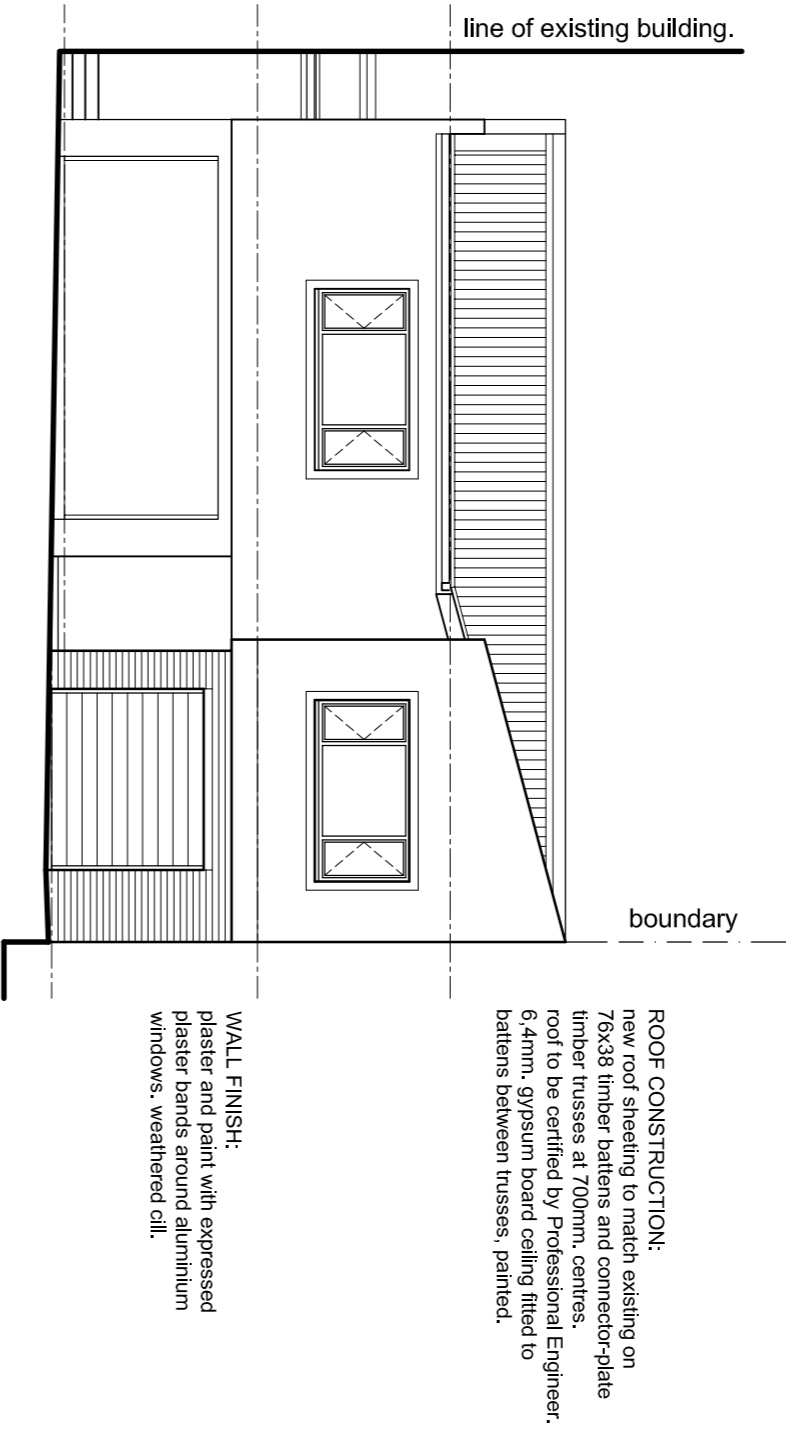 line of existing building.
boundary
ROOF CONSTRUCTION:
new roof sheeting to match existing on
76x38 timber battens and connector-plate
timber trusses at 700mm. centres.
roof to be certified by Professional Engineer.
6,4mm. gypsum board ceiling fitted to
battens between trusses, painted.
WALL FINISH:
plaster and paint with expressed
plaster bands around aluminium
windows. weathered cill.